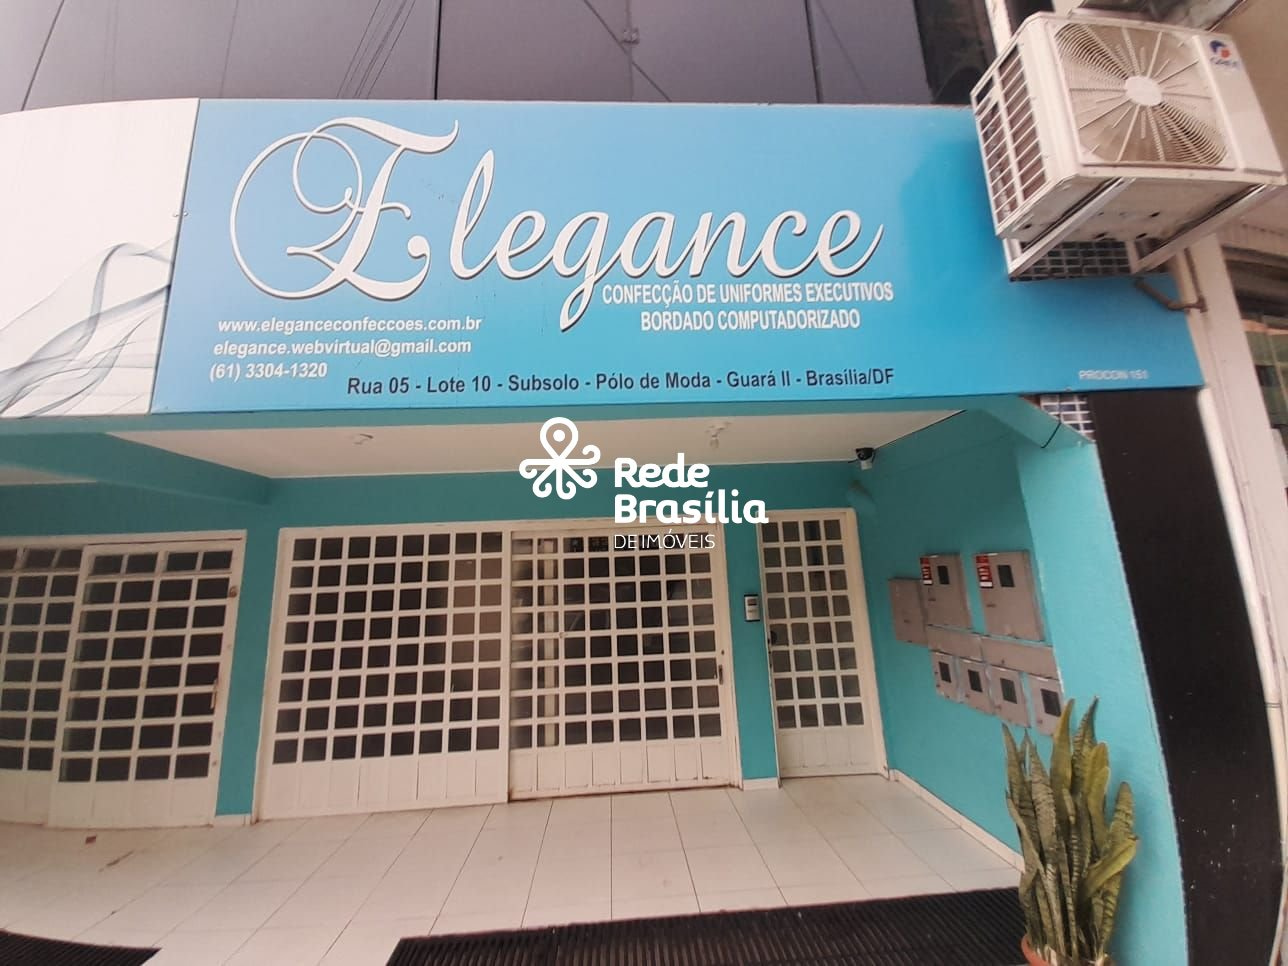 Elegance
CONFECÇÃO DE UNIFORMES EXECUTIVOS
BORDADO COMPUTADORIZADO
www.eleganceconfeccoes.com.br
elegance.webvirtual@gmail.com
(61) 3304-1320
Rua 05 - Lote 10 - Subsolo - Pólo de Moda - Guará II - Brasília/DF
PROCON 151
Rede
Brasília
DE IMÓVEIS